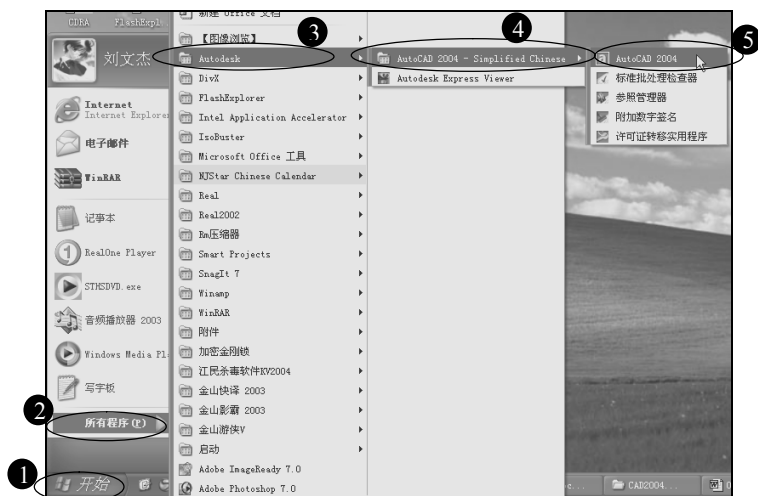 CDRA FlashExpl..
新建 Office 文档
刘文杰
Internet
Internet Explorer
电子邮件
WinRAR
记事本
RealOne Player
STHSDVD.exe
音频播放器 2003
Windows Media Pl
写字板
2
所有程序(P)
1
开始
【图像浏览】
3
Autodesk
DivX
FlashExplorer
Intel Application Accelerator
IsoBuster
Microsoft Office 工具
NJStar Chinese Calendar
Real
Real2002
Rm压缩器
Smart Projects
SnagIt 7
Winamp
WinRAR
附件
加密金刚锁
江民杀毒软件KV2004
金山快译 2003
金山影霸 2003
金山游侠V
启动
Adobe ImageReady 7.0
Adobe Photoshop 7.0
4
AutoCAD 2004 - Simplified Chinese
Autodesk Express Viewer
5
AutoCAD 2004
标准批处理检查器
参照管理器
附加数字签名
许可证转移实用程序
CAD2004...